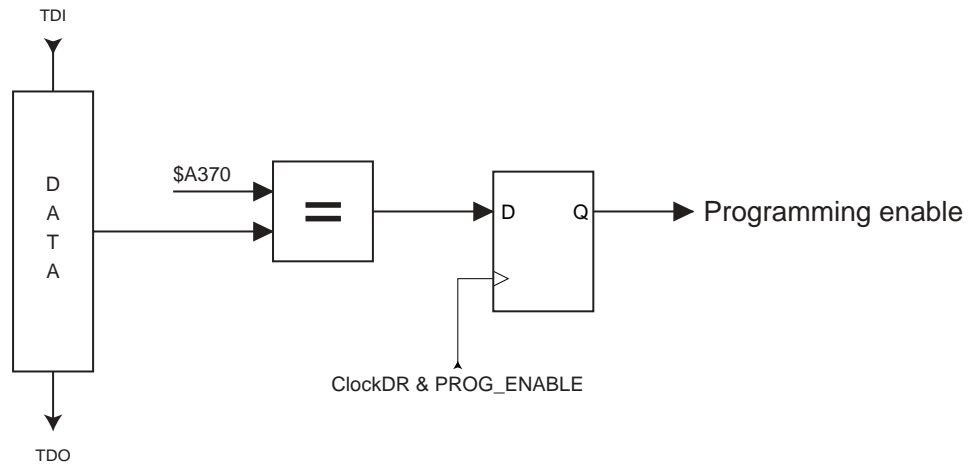 TDI
D
A
T
A
$A370
=
D
Q
Programming enable
ClockDR & PROG_ENABLE
TDO